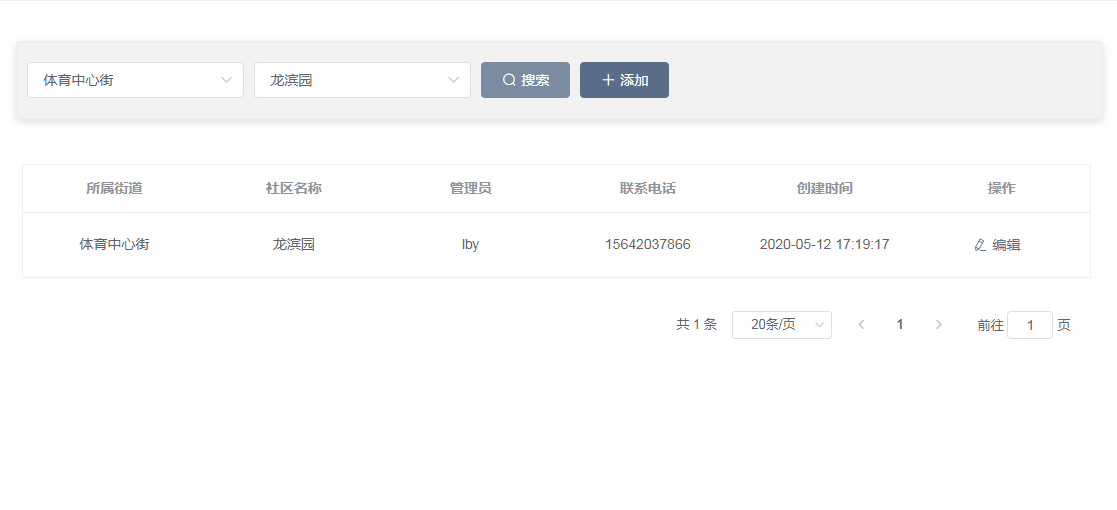 体育中心街 龙滨园 搜索 添加
所属街道 社区名称 管理员 联系电话 创建时间 操作
体育中心街 龙滨园 lby 15642037866 2020-05-12 17:19:17 编辑
共 1 条 20条/页 1 前往 1 页